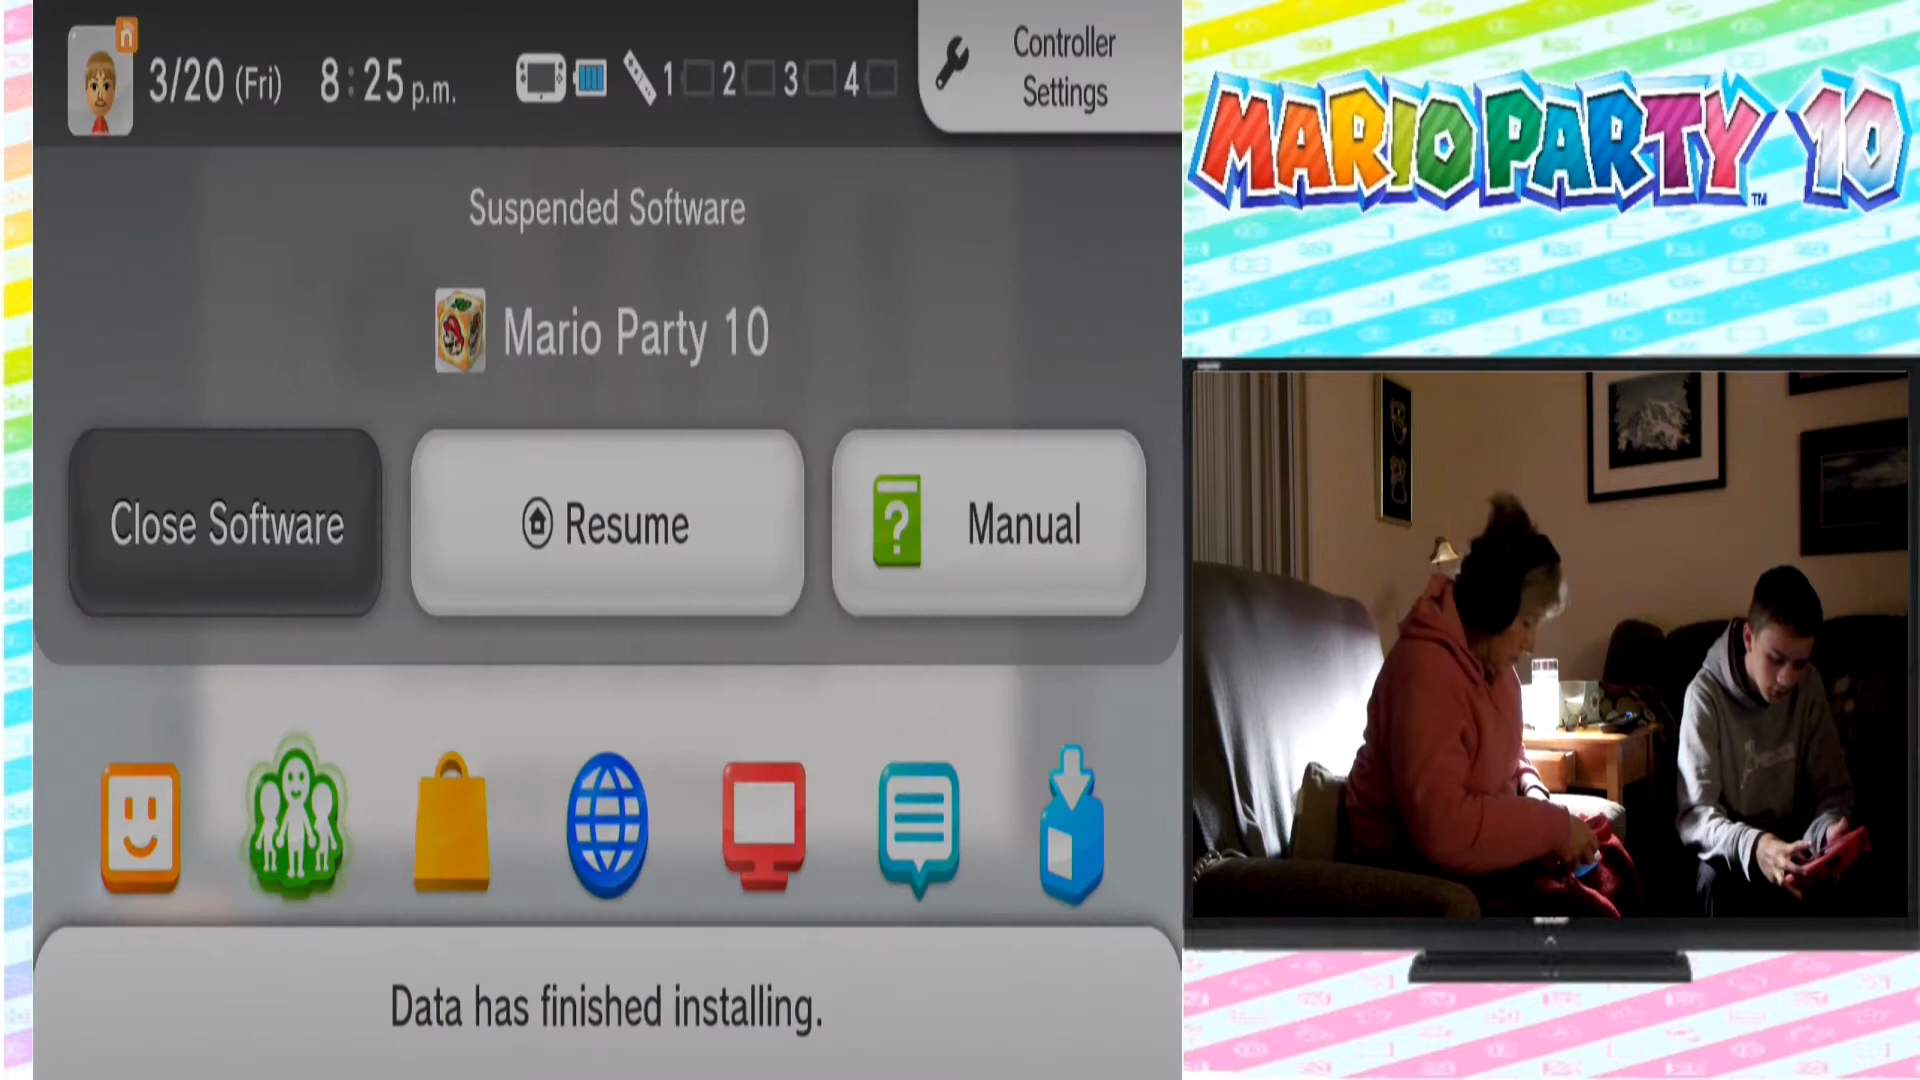 3/20 (Fri) 8:25 p.m. 1 2 3 4
Controller
Settings
Suspended Software
Mario Party 10
Close Software
Resume
? Manual
Data has finished installing.
MARIO PARTY 10
TM